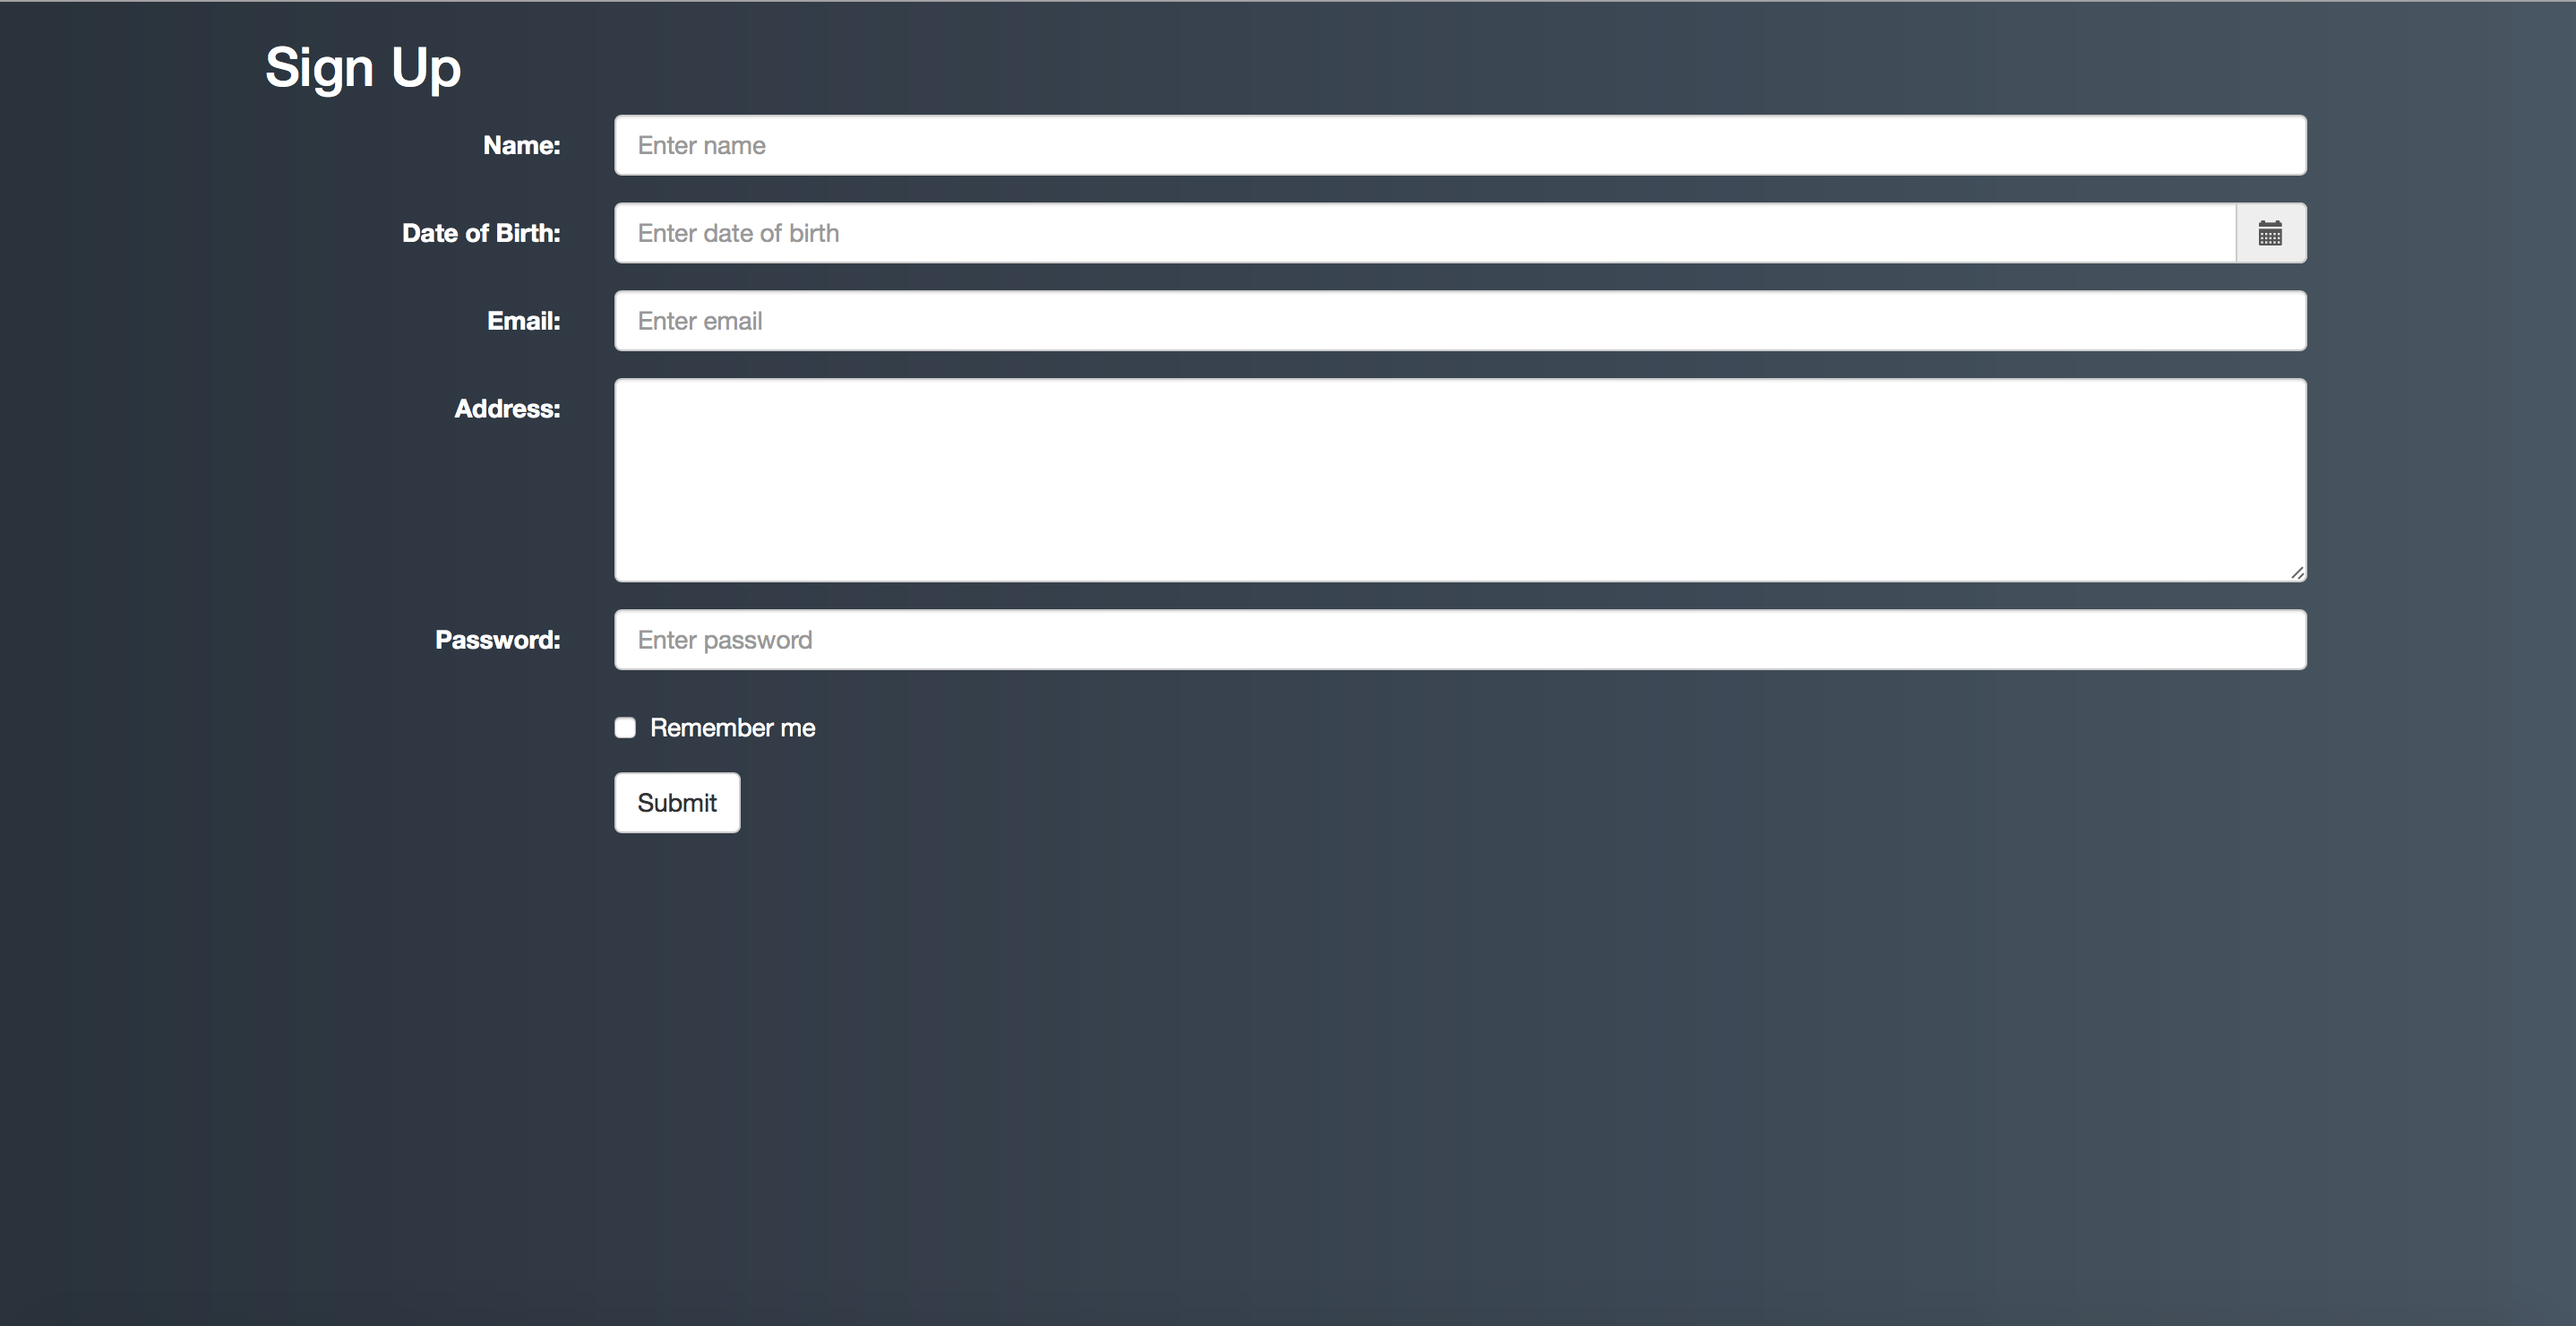 Sign Up
Name: Enter name
Date of Birth: Enter date of birth
Email: Enter email
Address:
Password: Enter password
Remember me
Submit